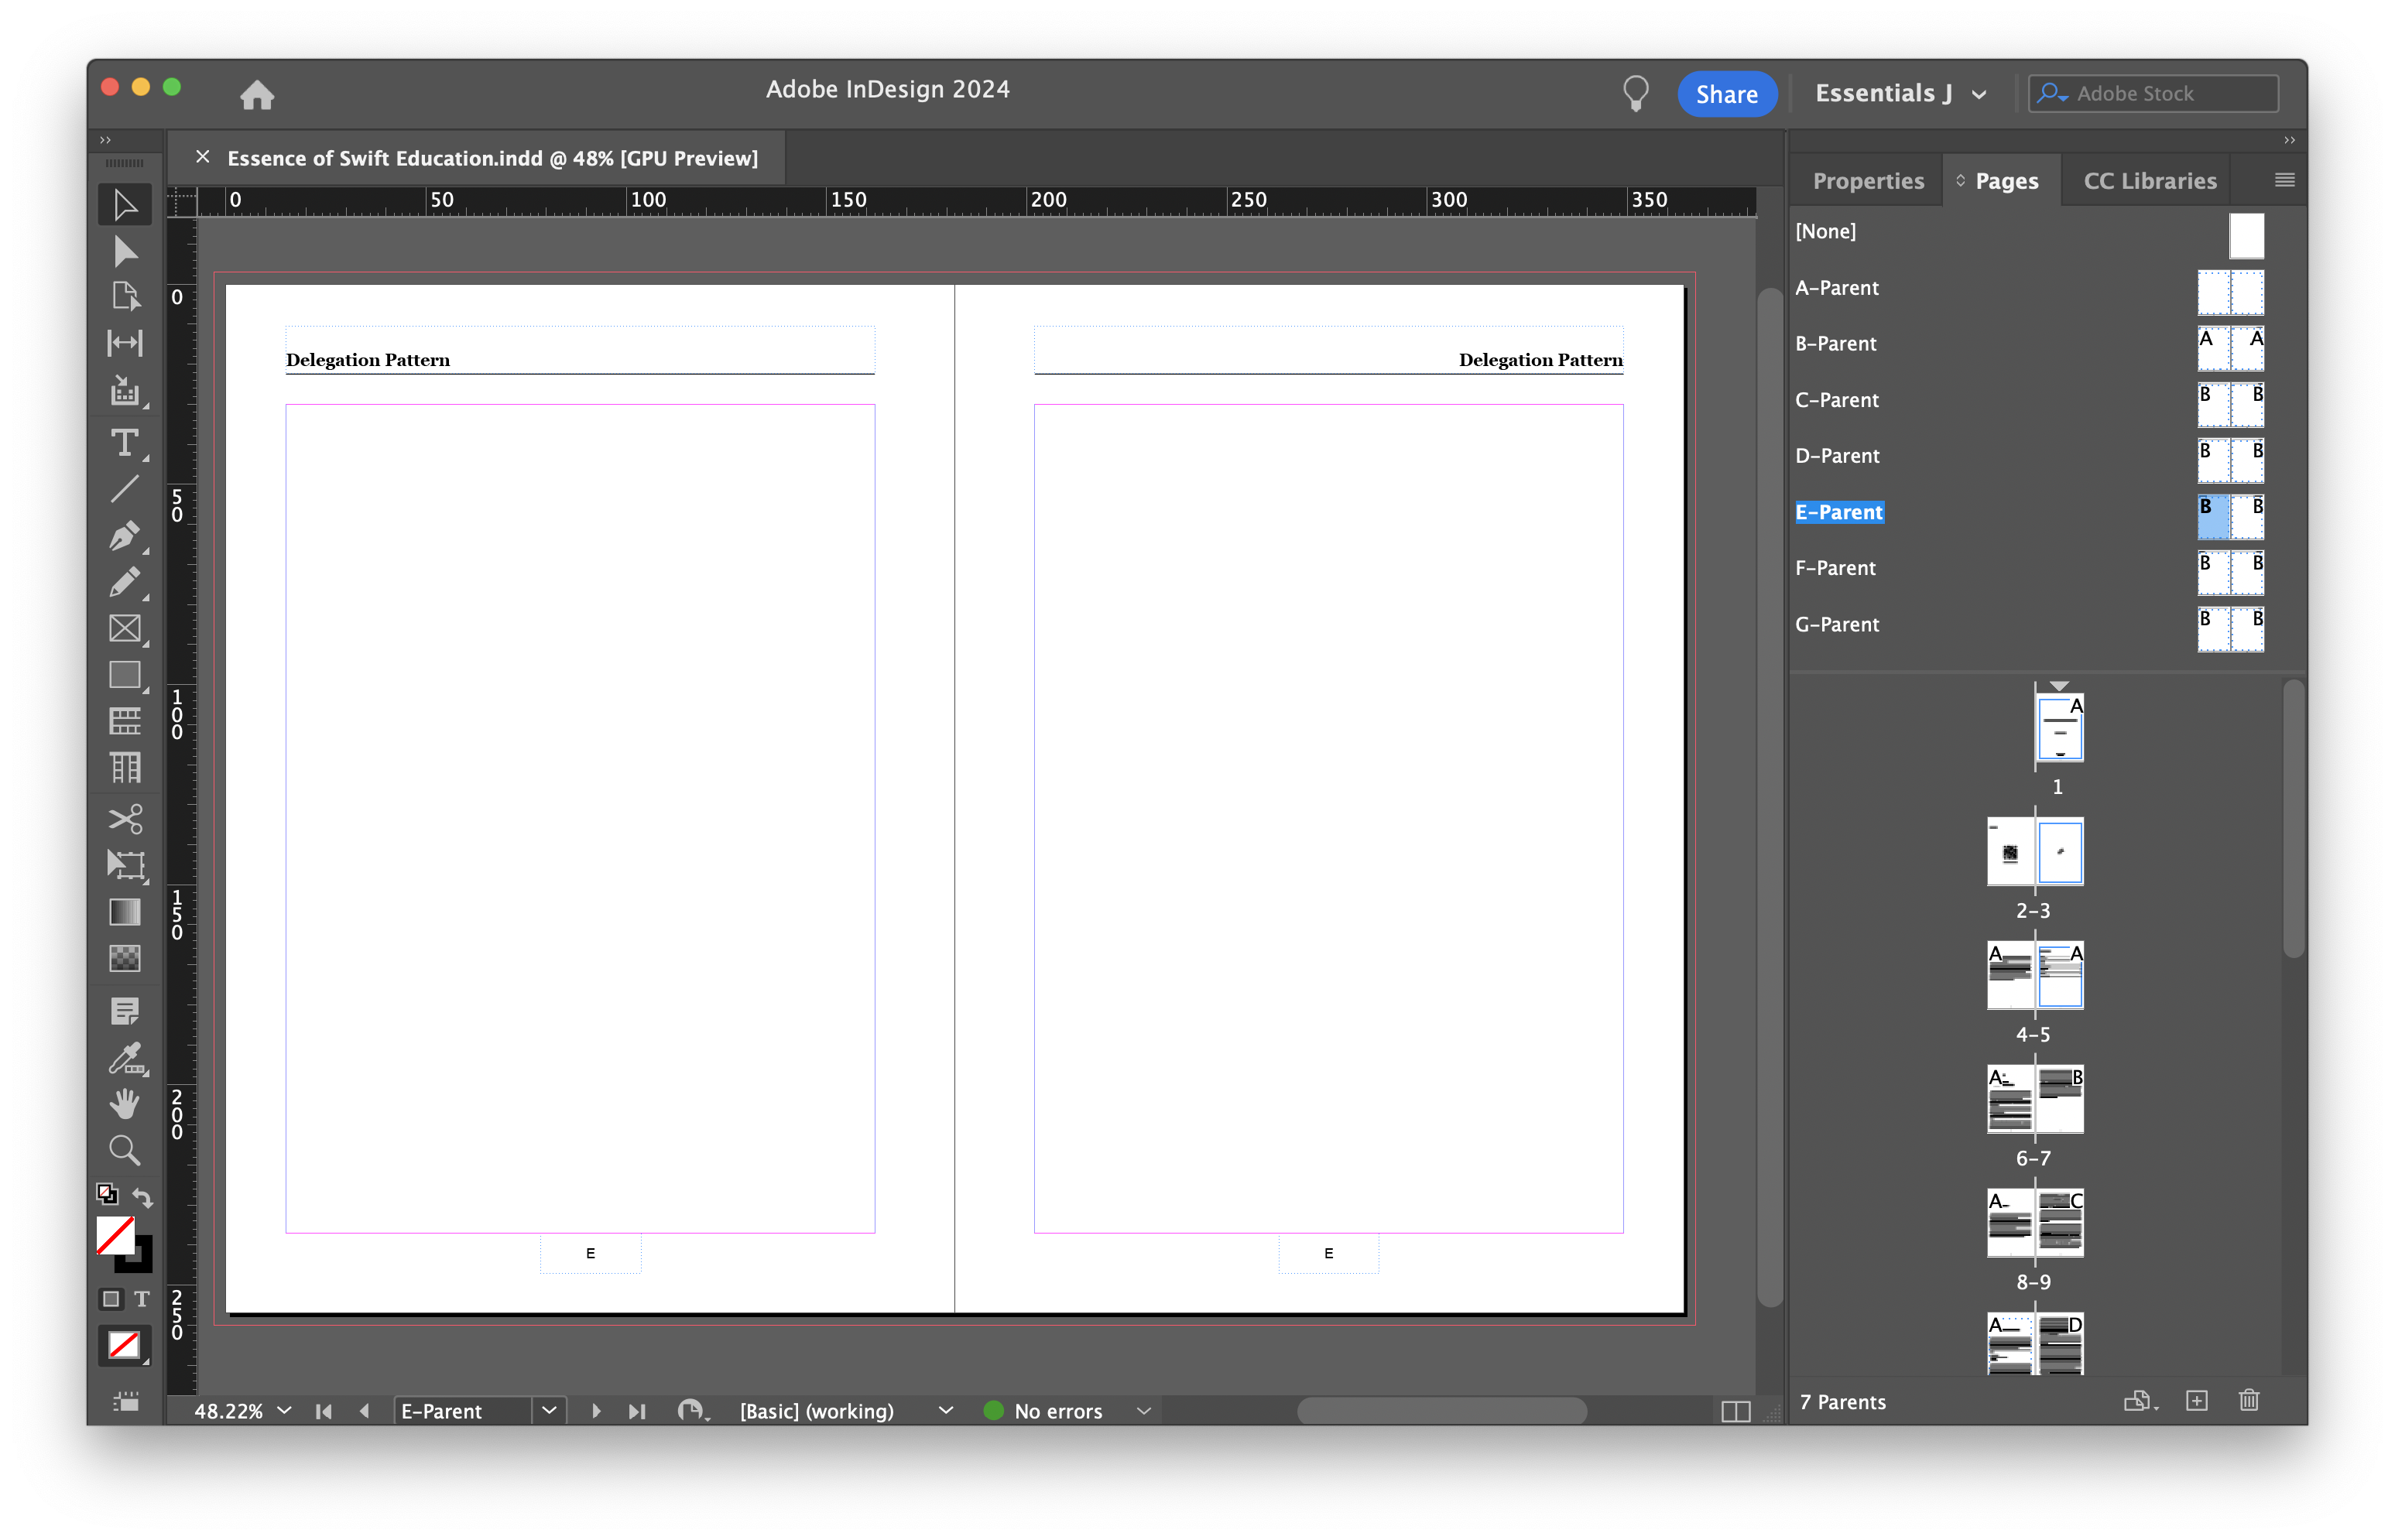 Adobe InDesign 2024
Share
Essentials J
Adobe Stock
Essence of Swift Education.indd @ 48% [GPU Preview]
Properties
Pages
CC Libraries
0 50 100 150 200 250 300 350
0
50
100
150
200
250
Delegation Pattern
Delegation Pattern
E
E
[None]
A-Parent
B-Parent
A A
C-Parent
B B
D-Parent
B B
E-Parent
B B
F-Parent
B B
G-Parent
B B
A
1
2-3
A A
4-5
A B
6-7
A C
8-9
A D
T
T
48.22%
E-Parent
[Basic] (working)
No errors
7 Parents